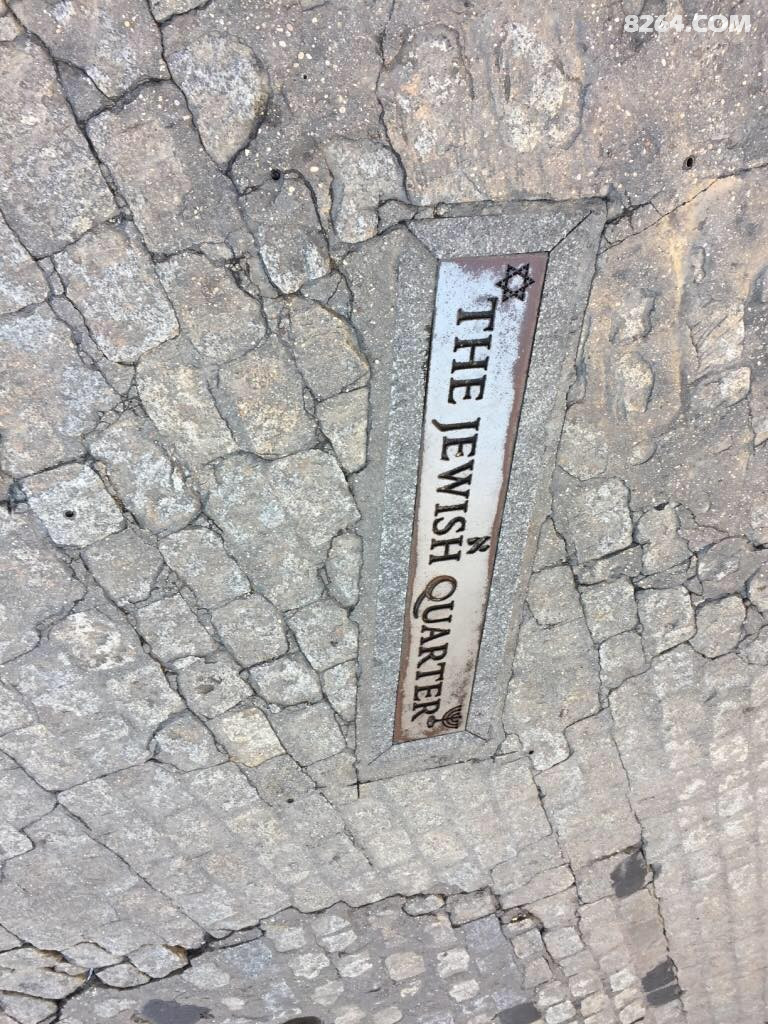 8264.COM
THE JEWISH QUARTER
א